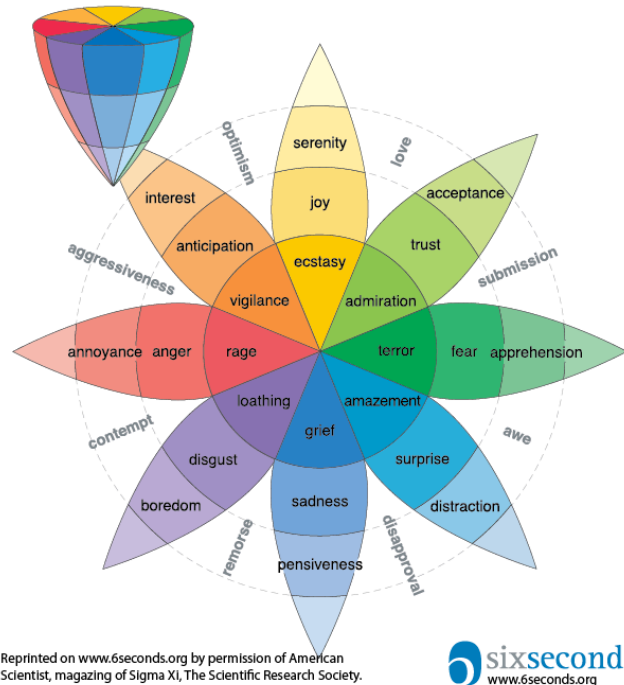 optimism
serenity
love
interest
joy
acceptance
anticipation
trust
aggressiveness
ecstasy
submission
vigilance
admiration
annoyance
anger
rage
terror
fear
apprehension
loathing
amazement
contempt
grief
awe
disgust
surprise
boredom
sadness
distraction
remorse
disapproval
pensiveness
Reprinted on www.6seconds.org by permission of American
Scientist, magazing of Sigma Xi, The Scientific Research Society.
sixsecond
www.6seconds.org